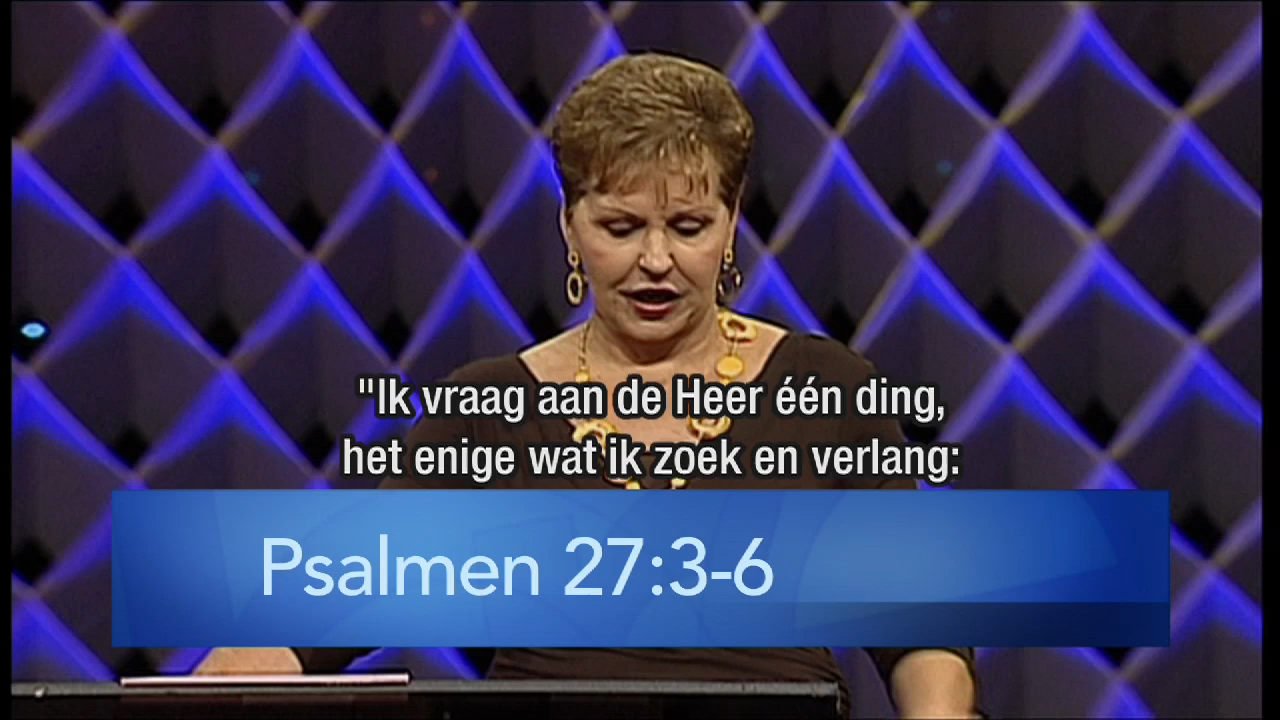 "Ik vraag aan de Heer één ding,
het enige wat ik zoek en verlang:
Psalmen 27:3-6